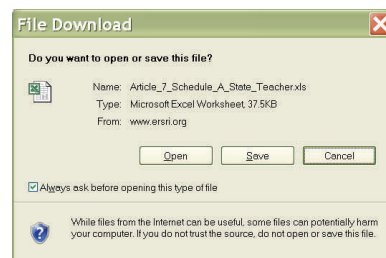 File Download
Do you want to open or save this file?
Name: Article_7_Schedule_A_State_Teacher.xls
Type: Microsoft Excel Worksheet, 37.5KB
From: www.ersri.org
Open Save Cancel
Always ask before opening this type of file
While files from the Internet can be useful, some files can potentially harm
your computer. If you do not trust the source, do not open or save this file.